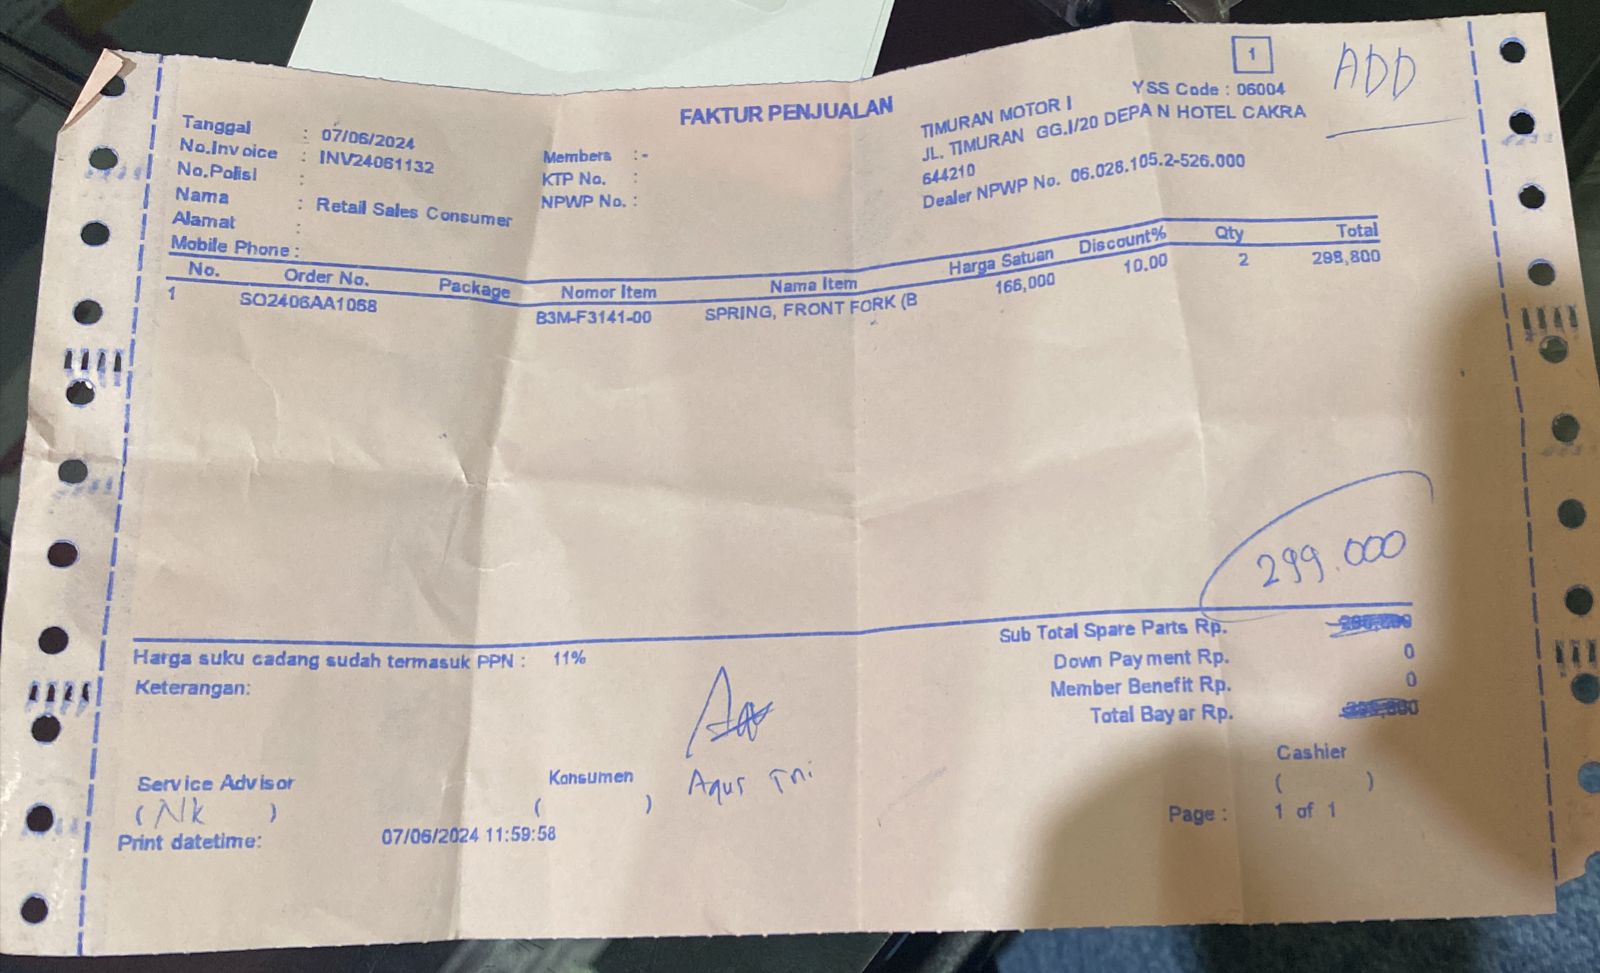 1
ADD
FAKTUR PENJUALAN
YSS Code : 06004
TIMURAN MOTOR I
JL. TIMURAN GG.I/20 DEPA N HOTEL CAKRA
644210
Dealer NPWP No. 06.028.105.2-526.000
Tanggal : 07/06/2024
No.Invoice : INV24061132
No.Polisi :
Nama : Retail Sales Consumer
Alamat :
Mobile Phone :
Members : -
KTP No. :
NPWP No. :
No. Order No. Package Nomor Item Nama Item Harga Satuan Discount% Qty Total
1 SO2406AA1068 B3M-F3141-00 SPRING, FRONT FORK (B 166,000 10.00 2 298,800
299.000
Harga suku cadang sudah termasuk PPN : 11%
Keterangan:
Sub Total Spare Parts Rp.
Down Payment Rp. 0
Member Benefit Rp. 0
Total Bayar Rp.
Service Advisor Konsumen Cashier
( Nk ) ( ) Agus Tri ( )
Print datetime: 07/06/2024 11:59:58 Page : 1 of 1